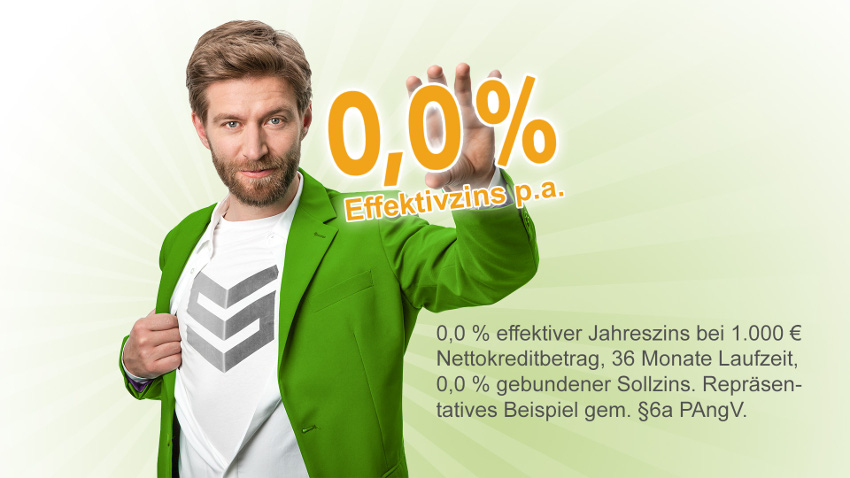 0,0 %
Effektivzins p.a.
0,0 % effektiver Jahreszins bei 1.000 €
Nettokreditbetrag, 36 Monate Laufzeit,
0,0 % gebundener Sollzins. Repräsen-
tatives Beispiel gem. §6a PAngV.